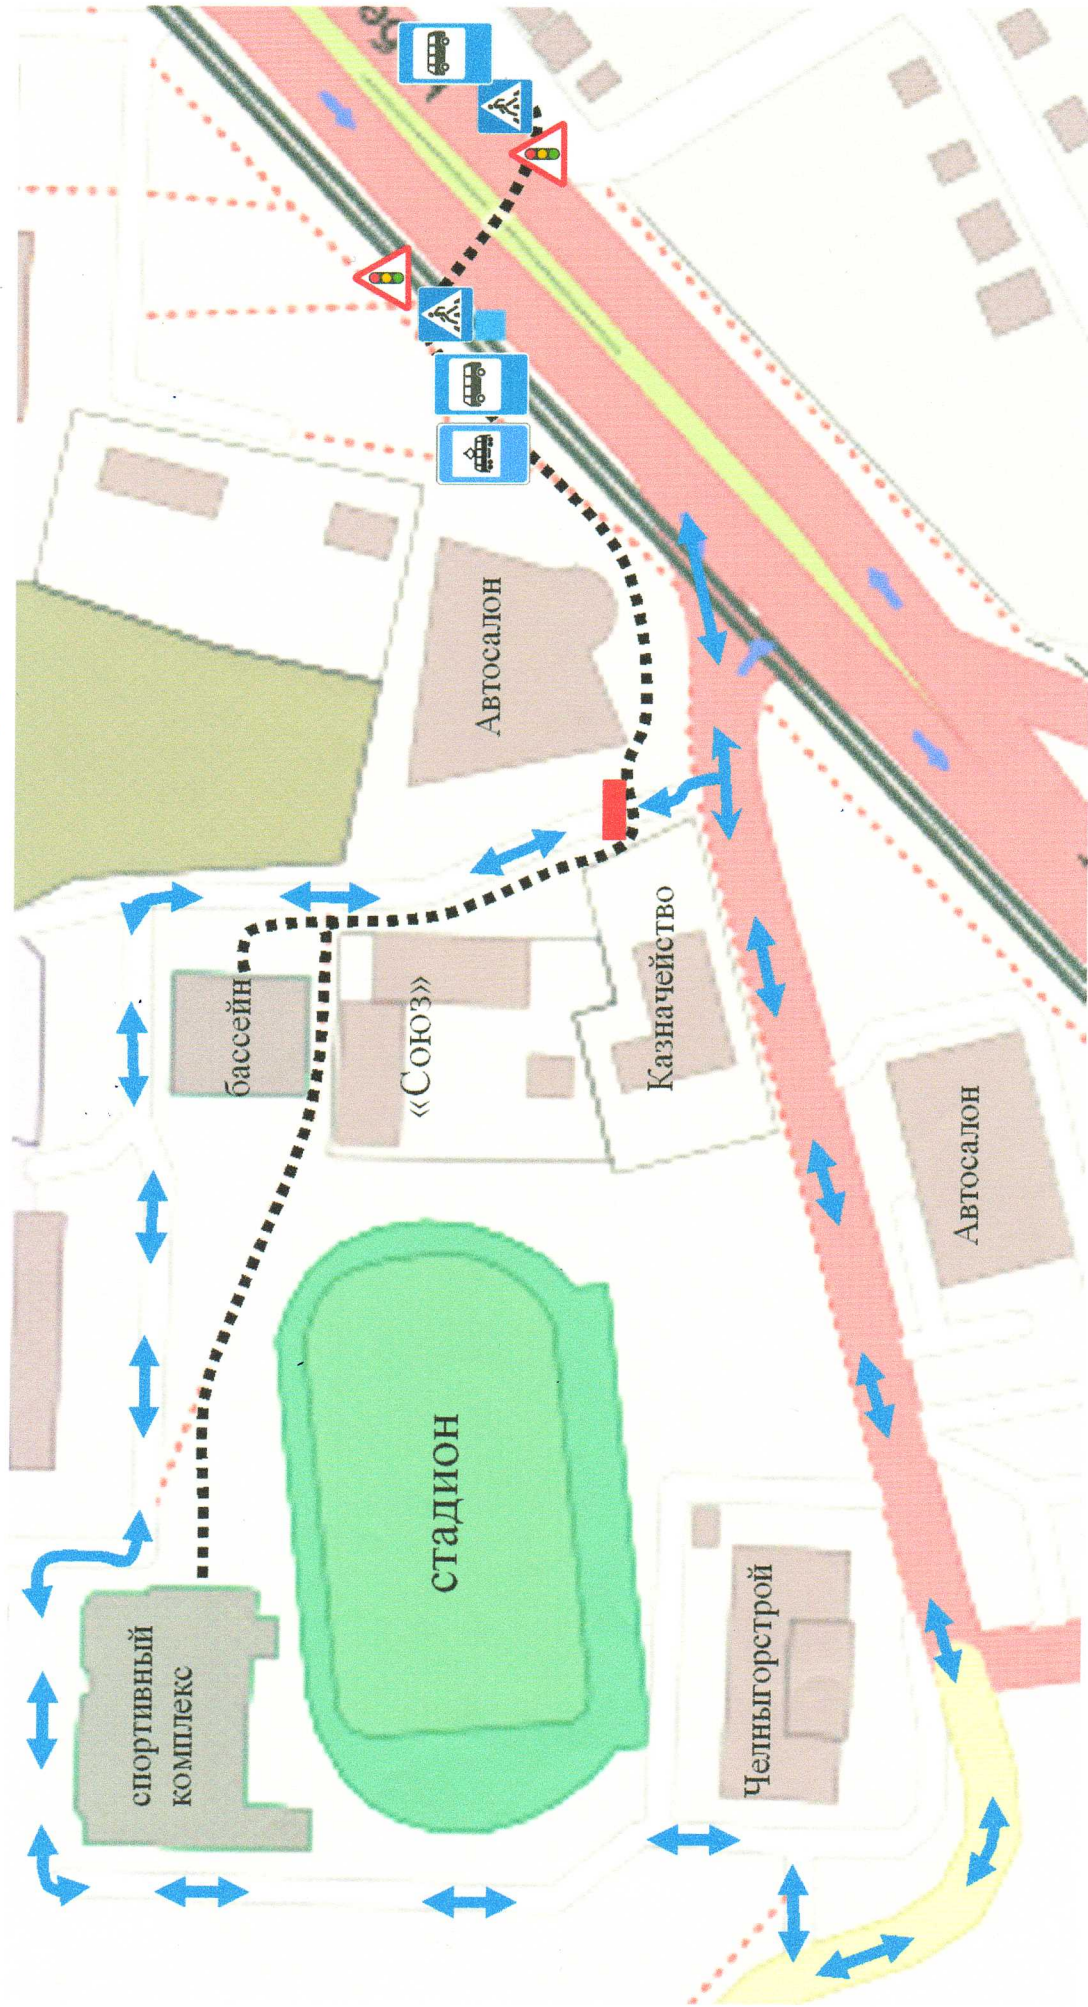 спортивный
комплекс
стадион
Челныгорстрой
бассейн
«Союз»
Казначейство
Автосалон
Автосалон